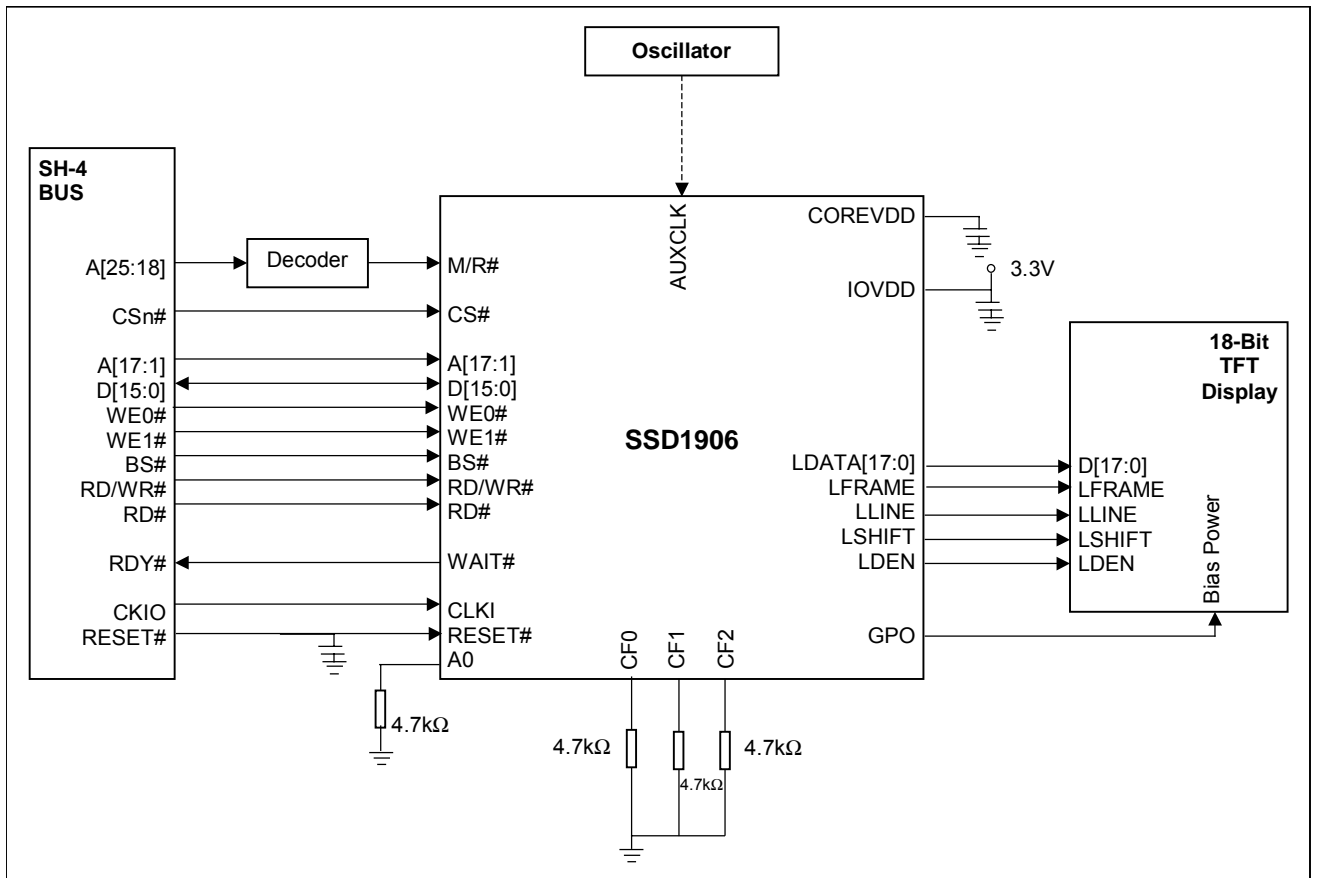 Oscillator
SH-4
BUS
A[25:18]
CSn#
A[17:1]
D[15:0]
WE0#
WE1#
BS#
RD/WR#
RD#
RDY#
CKIO
RESET#
Decoder
M/R#
CS#
A[17:1]
D[15:0]
WE0#
WE1#
BS#
RD/WR#
RD#
WAIT#
CLKI
RESET#
A0
AUXCLK
SSD1906
COREVDD
IOVDD
3.3V
LDATA[17:0]
LFRAME
LLINE
LSHIFT
LDEN
GPO
CF0
CF1
CF2
18-Bit
TFT
Display
D[17:0]
LFRAME
LLINE
LSHIFT
LDEN
Bias Power
4.7kΩ
4.7kΩ
4.7kΩ
4.7kΩ